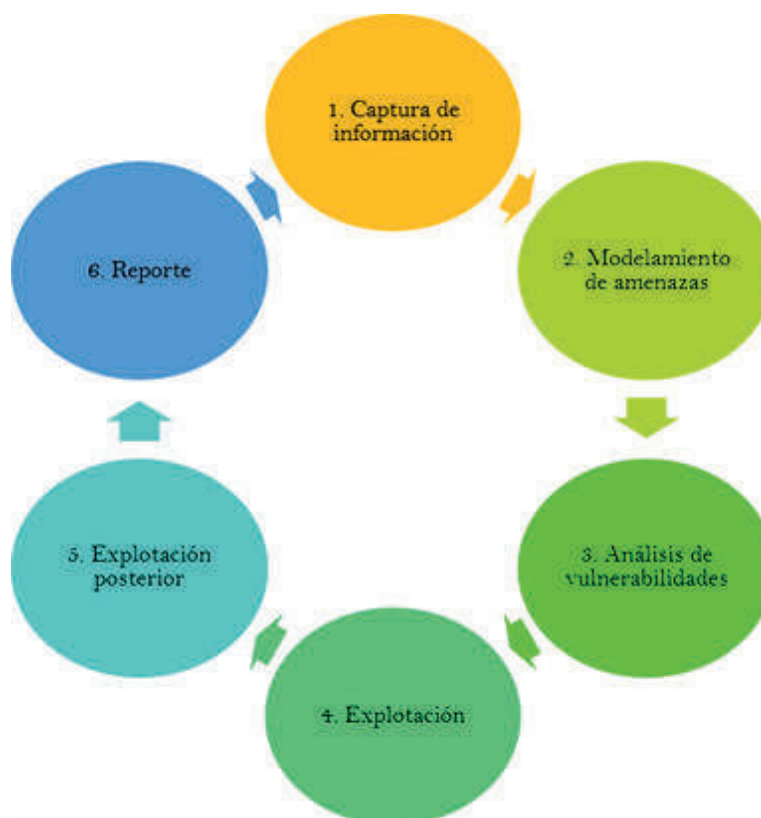 1. Captura de
información
2. Modelamiento
de amenazas
3. Análisis de
vulnerabilidades
4. Explotación
5. Explotación
posterior
6. Reporte